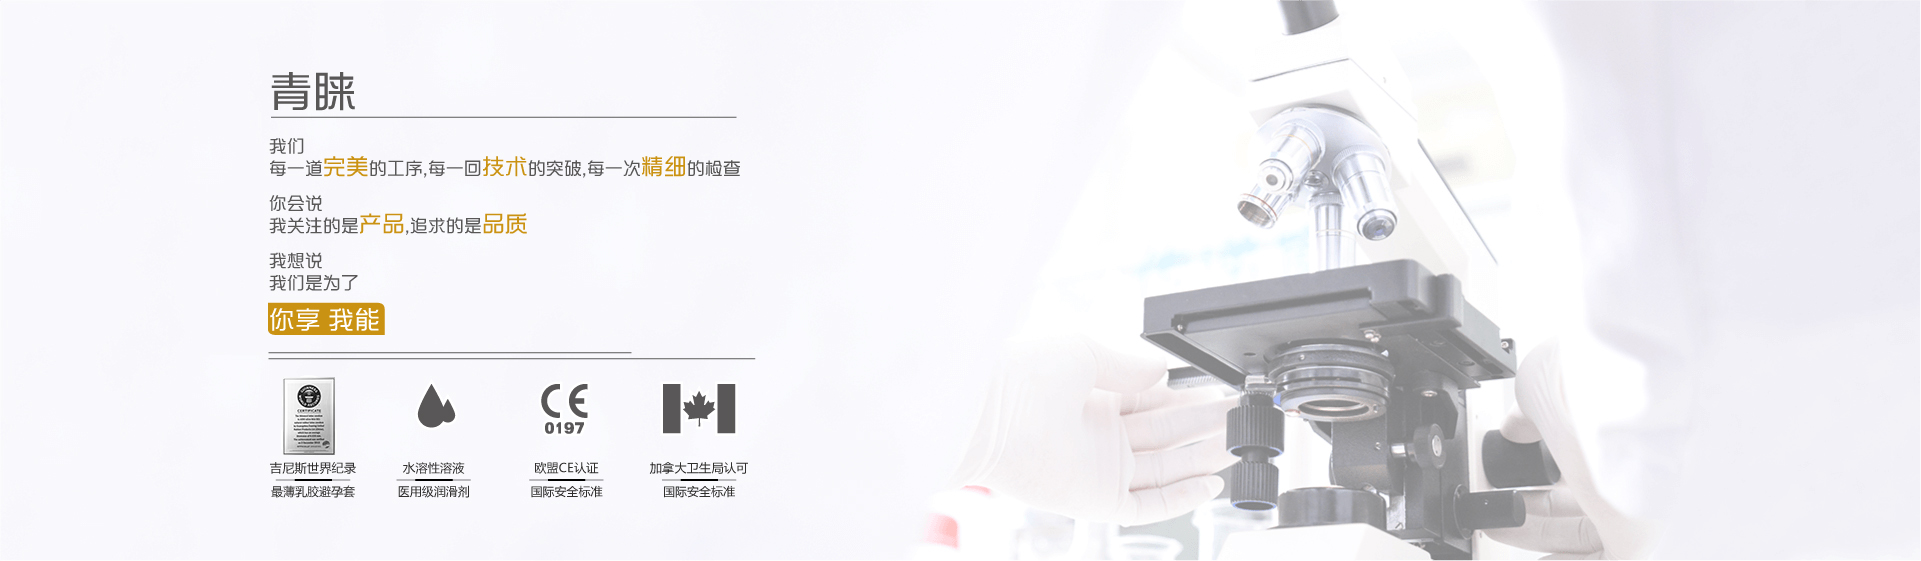 青睐
我们
每一道完美的工序,每一回技术的突破,每一次精细的检查
你会说
我关注的是产品,追求的是品质
我想说
我们是为了
你享 我能
CERTIFICATE
CE
0197
吉尼斯世界纪录
最薄乳胶避孕套
水溶性溶液
医用级润滑剂
欧盟CE认证
国际安全标准
加拿大卫生局认可
国际安全标准